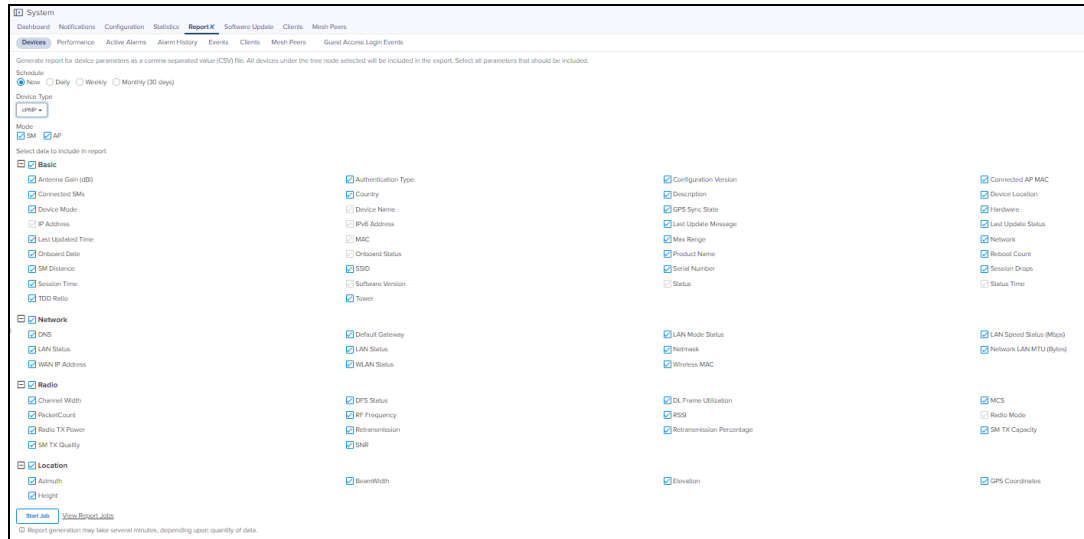 System
Dashboard Notifications Configuration Statistics Report X Software Update Clients Mesh Peers
Devices Performance Active Alarms Alarm History Events Clients Mesh Peers Guest Access Login Events
Generate report for device parameters as a comma-separated value (CSV) file. All devices under the tree node selected will be included in the export. Select all parameters that should be included.
Schedule
Now Daily Weekly Monthly (30 days)
Device Type
ePMP
Mode
SM AP
Select data to include in report
Basic
Antenna Gain (dBi) Authentication Type Configuration Version Connected AP MAC
Connected SMs Country Description Device Location
Device Mode Device Name GPS Sync State Hardware
IP Address IPv6 Address Last Update Message Last Update Status
Last Updated Time MAC Max Range Network
Onboard Date Onboard Status Product Name Reboot Count
SM Distance SSID Serial Number Session Drops
Session Time Software Version Status Status Time
TDD Ratio Tower
Network
DNS Default Gateway LAN Mode Status LAN Speed Status (Mbps)
LAN Status LAN Status Netmask Network LAN MTU (Bytes)
WAN IP Address WLAN Status Wireless MAC
Radio
Channel Width DFS Status DL Frame Utilization MCS
PacketCount RF Frequency RSSI Radio Mode
Radio TX Power Retransmission Retransmission Percentage SM TX Capacity
SM TX Quality SNR
Location
Azimuth BeamWidth Elevation GPS Coordinates
Height
Start Job View Report Jobs
Report generation may take several minutes, depending upon quantity of data.